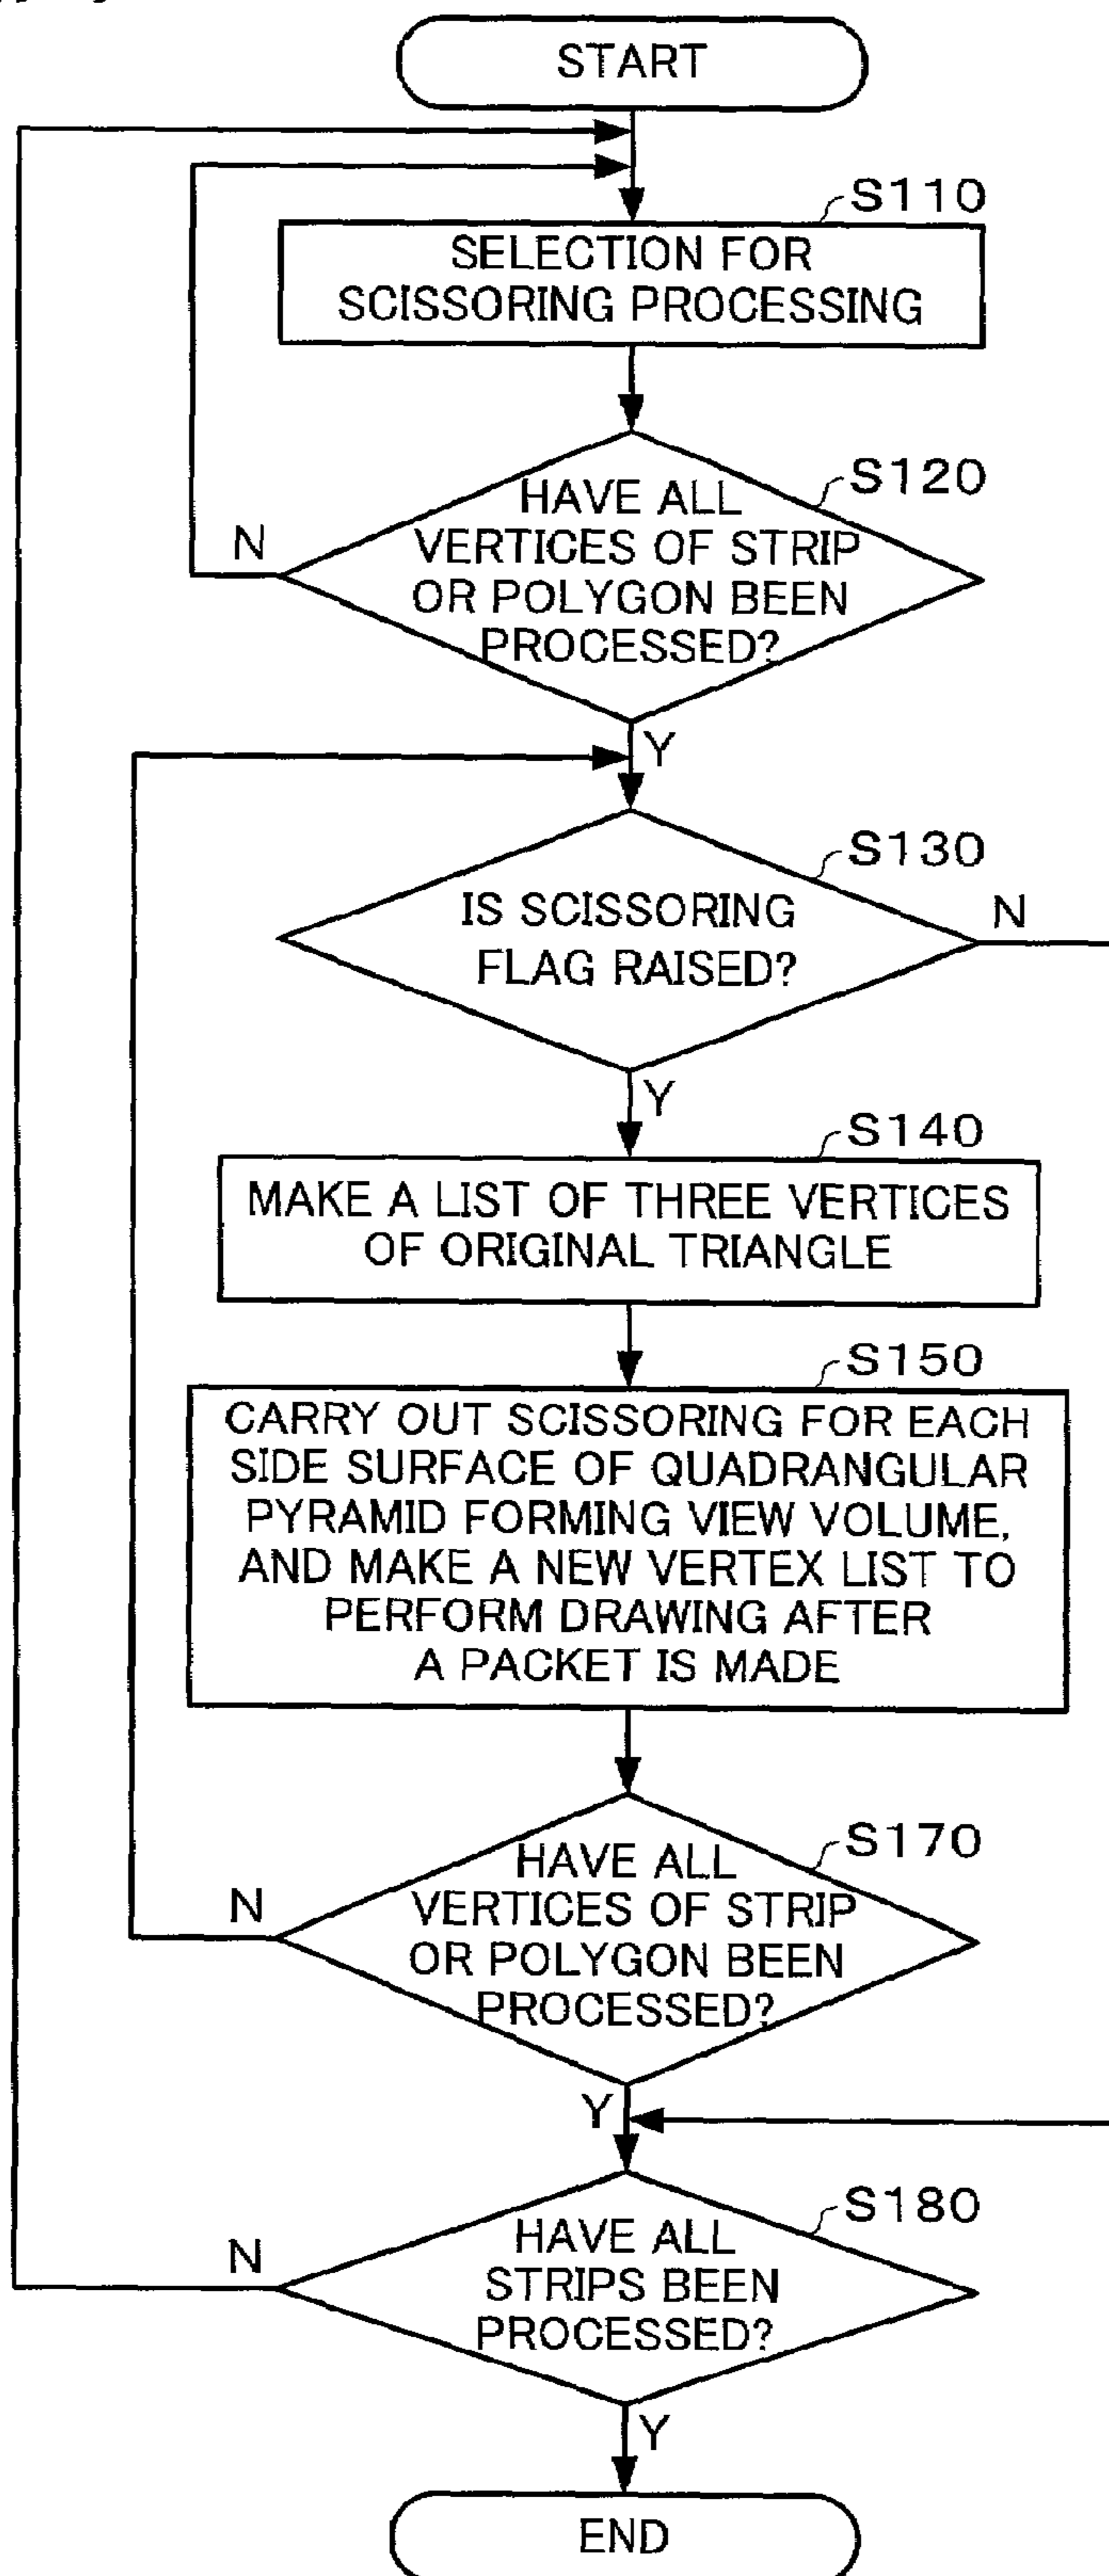 START
S110
SELECTION FOR
SCISSORING PROCESSING
S120
HAVE ALL
VERTICES OF STRIP
OR POLYGON BEEN
PROCESSED?
N
Y
S130
IS SCISSORING
FLAG RAISED?
N
Y
S140
MAKE A LIST OF THREE VERTICES
OF ORIGINAL TRIANGLE
S150
CARRY OUT SCISSORING FOR EACH
SIDE SURFACE OF QUADRANGULAR
PYRAMID FORMING VIEW VOLUME,
AND MAKE A NEW VERTEX LIST TO
PERFORM DRAWING AFTER
A PACKET IS MADE
S170
HAVE ALL
VERTICES OF STRIP
OR POLYGON BEEN
PROCESSED?
N
Y
S180
HAVE ALL
STRIPS BEEN
PROCESSED?
N
Y
END